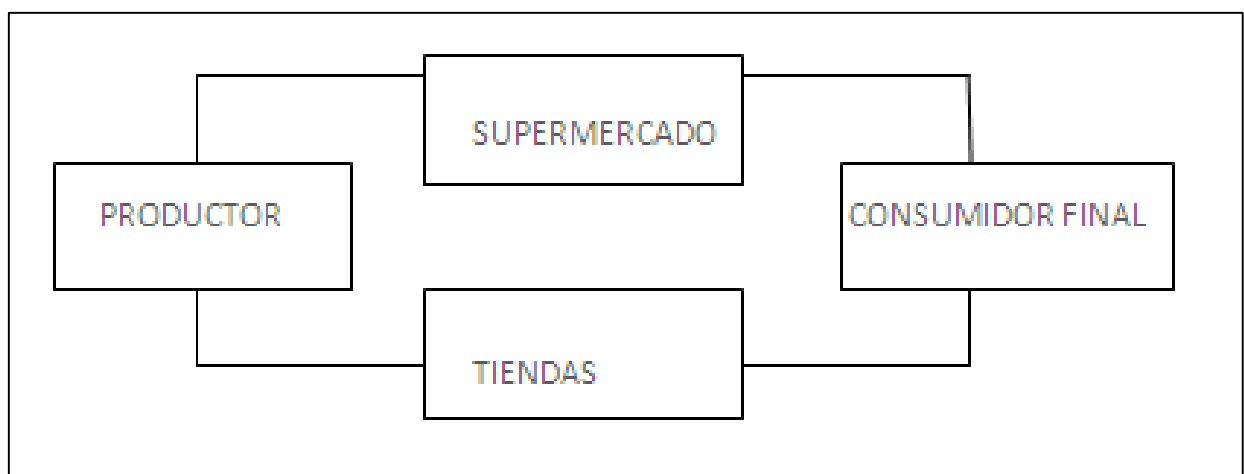 SUPERMERCADO
PRODUCTOR
CONSUMIDOR FINAL
TIENDAS